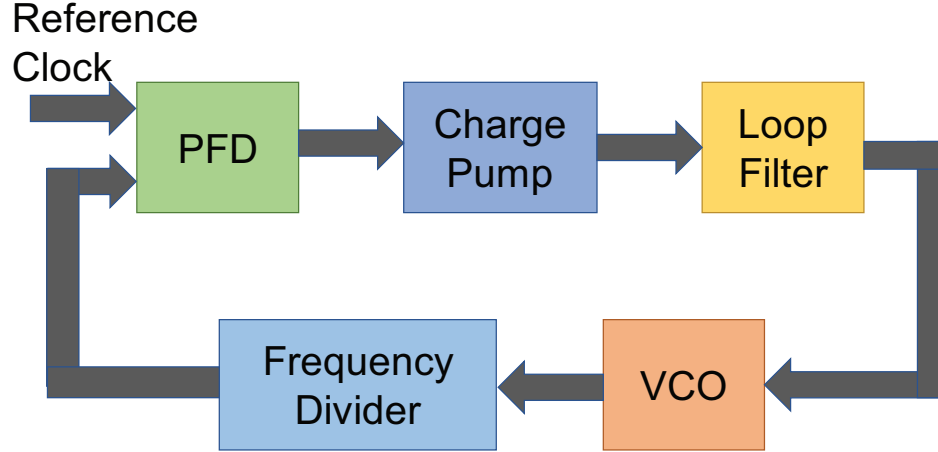 Reference
Clock
PFD
Charge
Pump
Loop
Filter
Frequency
Divider
VCO